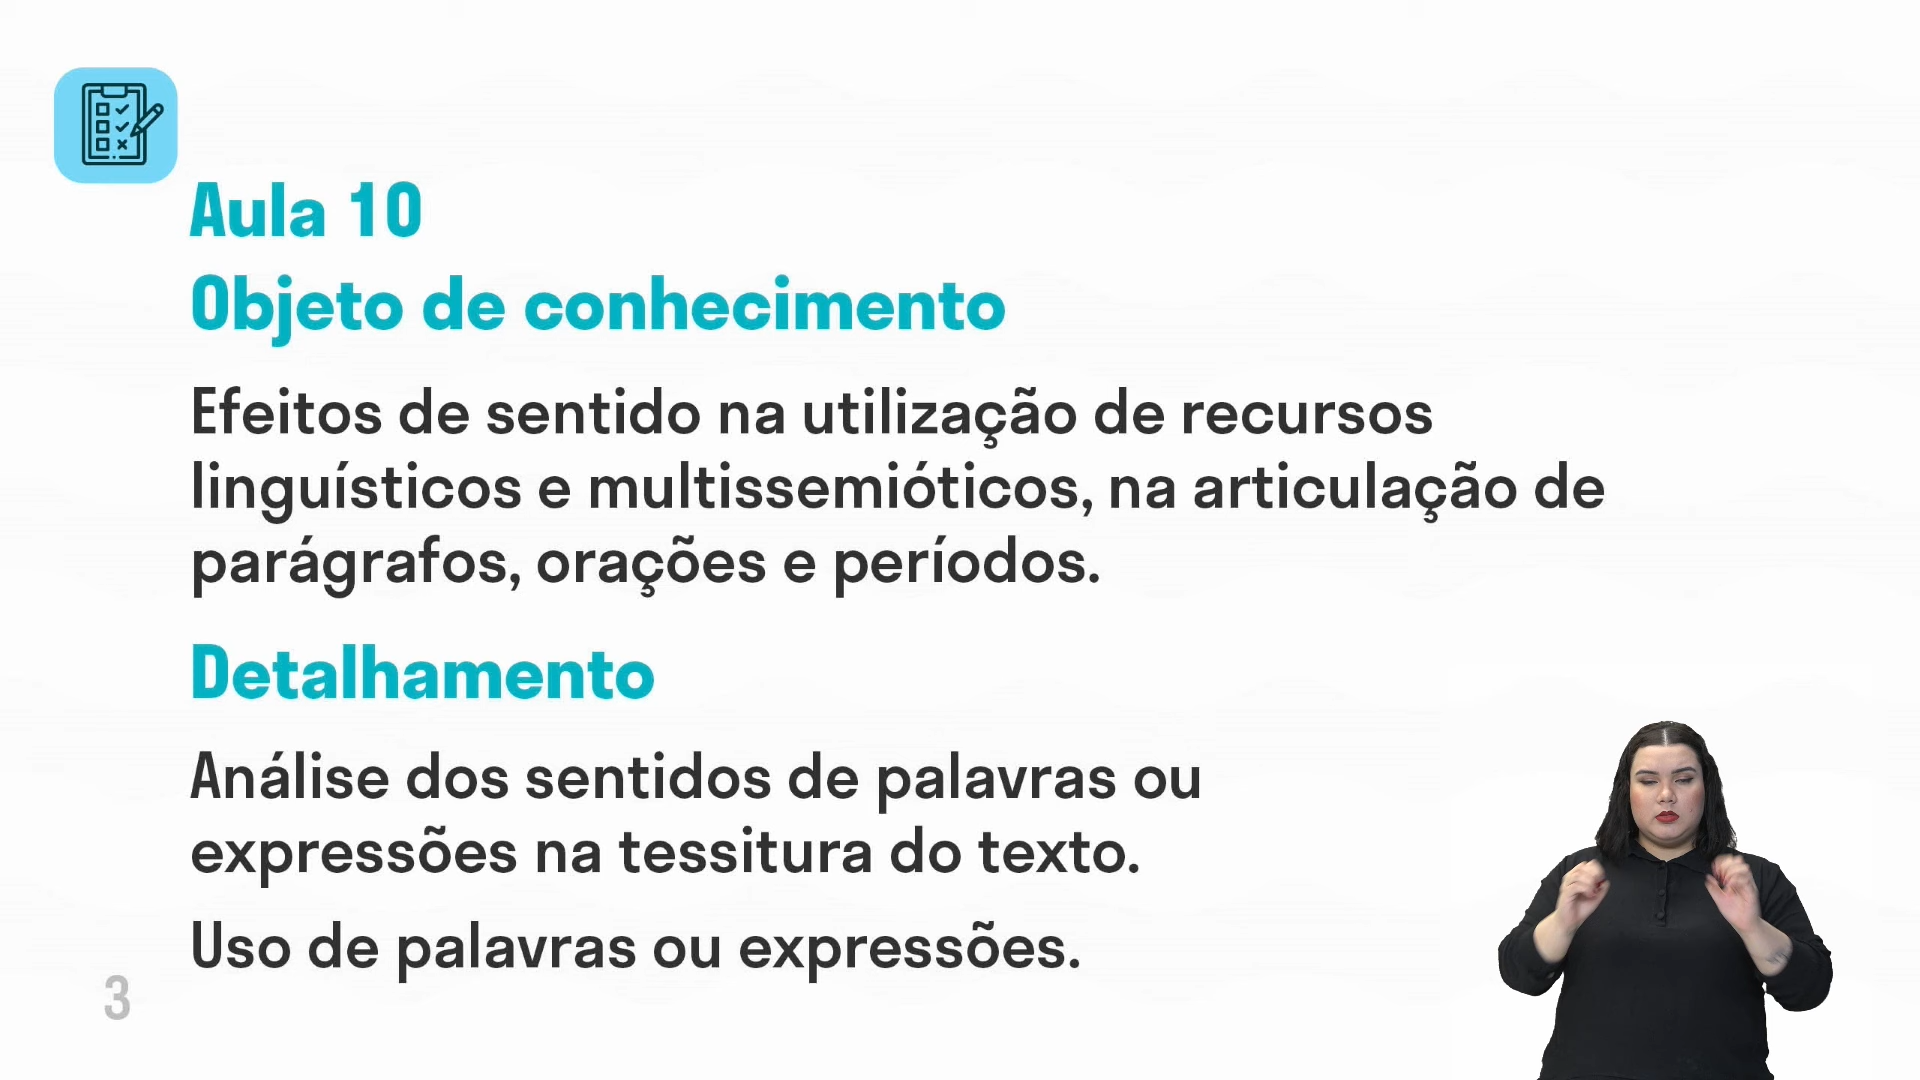 Aula 10
Objeto de conhecimento
Efeitos de sentido na utilização de recursos
linguísticos e multissemióticos, na articulação de
parágrafos, orações e períodos.
Detalhamento
Análise dos sentidos de palavras ou
expressões na tessitura do texto.
Uso de palavras ou expressões.
3